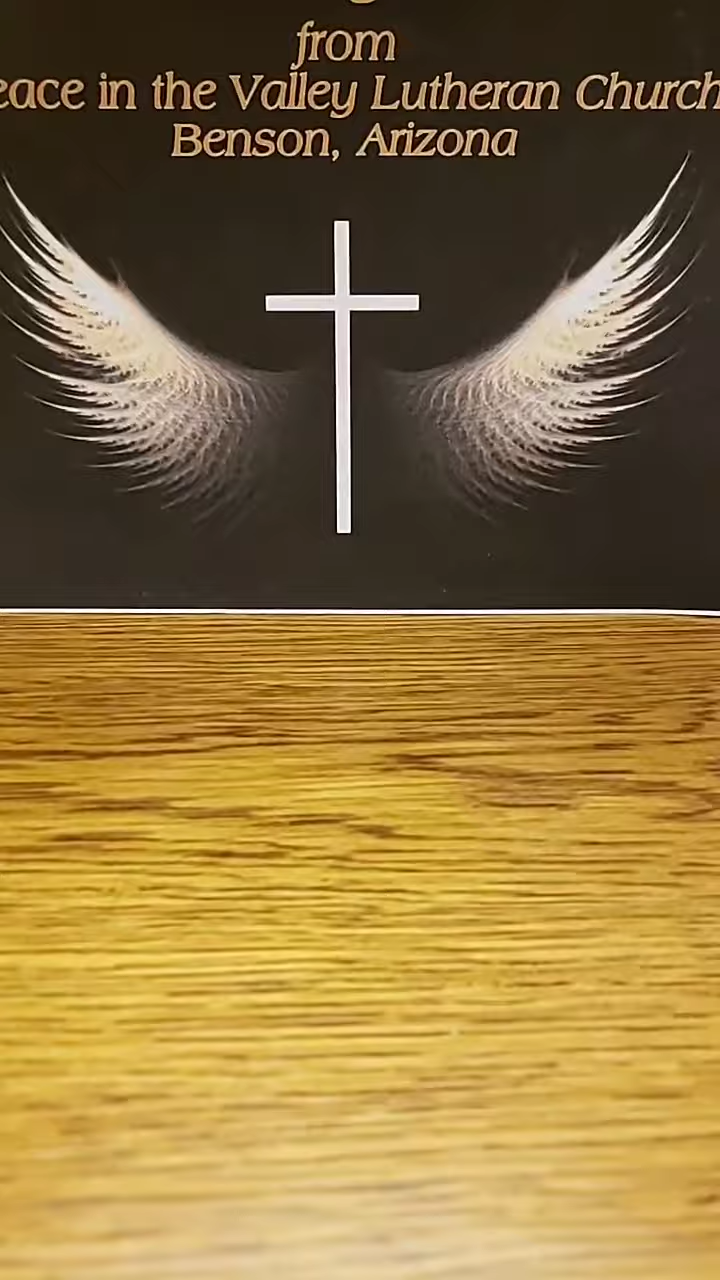 from
eace in the Valley Lutheran Church
Benson, Arizona